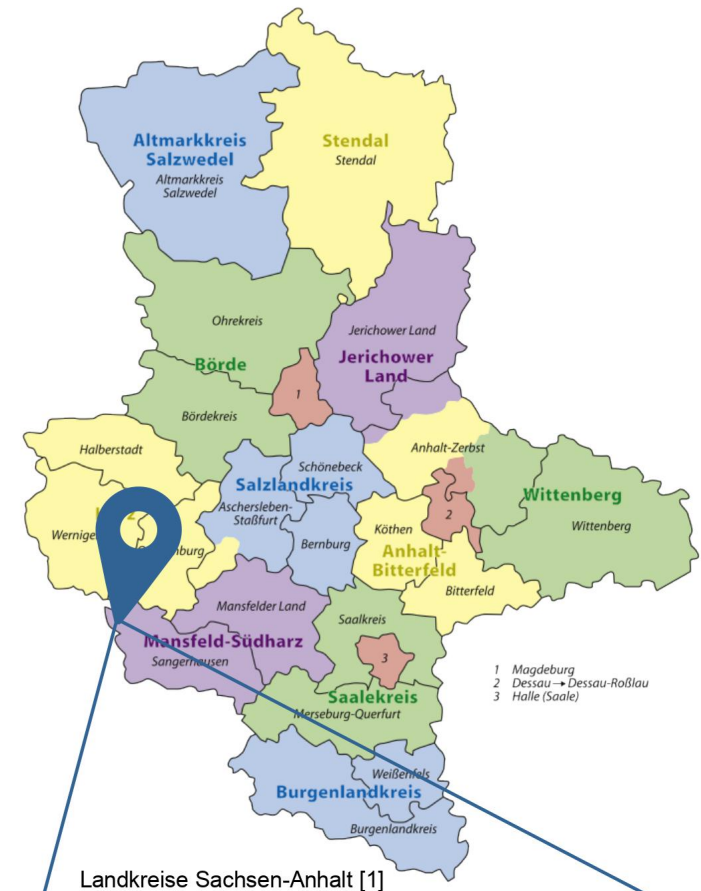 Altmarkkreis
Salzwedel
Altmarkkreis
Salzwedel
Stendal
Stendal
Ohrekreis
Börde
Bördekreis
1
Jerichower Land
Jerichower
Land
Halberstadt
Schönebeck
Salzlandkreis
Aschersleben-
Staßfurt
Bernburg
Anhalt-Zerbst
2
Wittenberg
Wittenberg
Köthen
Anhalt-
Bitterfeld
Bitterfeld
Mansfelder Land
Mansfeld-Südharz
Sangerhausen
Saalkreis
3
Saalekreis
Merseburg-Querfurt
1 Magdeburg
2 Dessau → Dessau-Roßlau
3 Halle (Saale)
Weißenfels
Burgenlandkreis
Burgenlandkreis
Landkreise Sachsen-Anhalt [1]